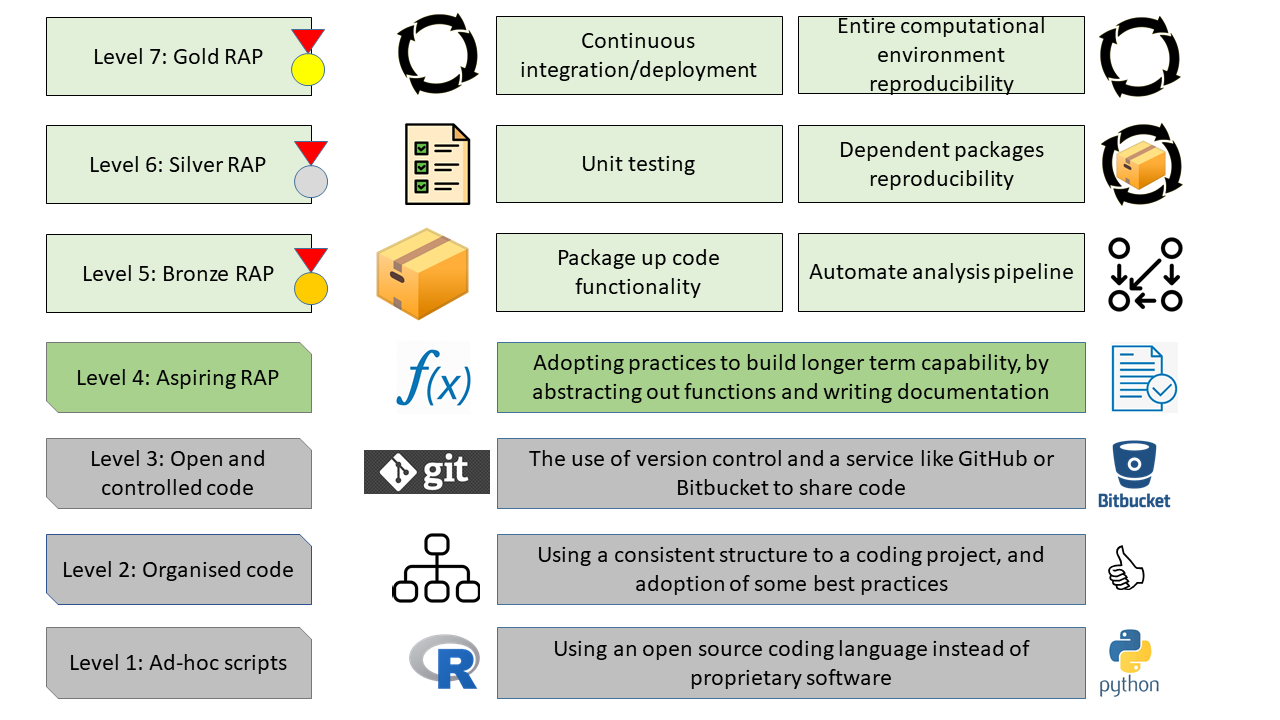 Level 7: Gold RAP
Continuous
integration/deployment
Entire computational
environment
reproducibility
Level 6: Silver RAP
Unit testing
Dependent packages
reproducibility
Level 5: Bronze RAP
Package up code
functionality
Automate analysis pipeline
Level 4: Aspiring RAP
f(x)
Adopting practices to build longer term capability, by
abstracting out functions and writing documentation
Level 3: Open and
controlled code
git
The use of version control and a service like GitHub or
Bitbucket to share code
Bitbucket
Level 2: Organised code
Using a consistent structure to a coding project, and
adoption of some best practices
Level 1: Ad-hoc scripts
R
Using an open source coding language instead of
proprietary software
python